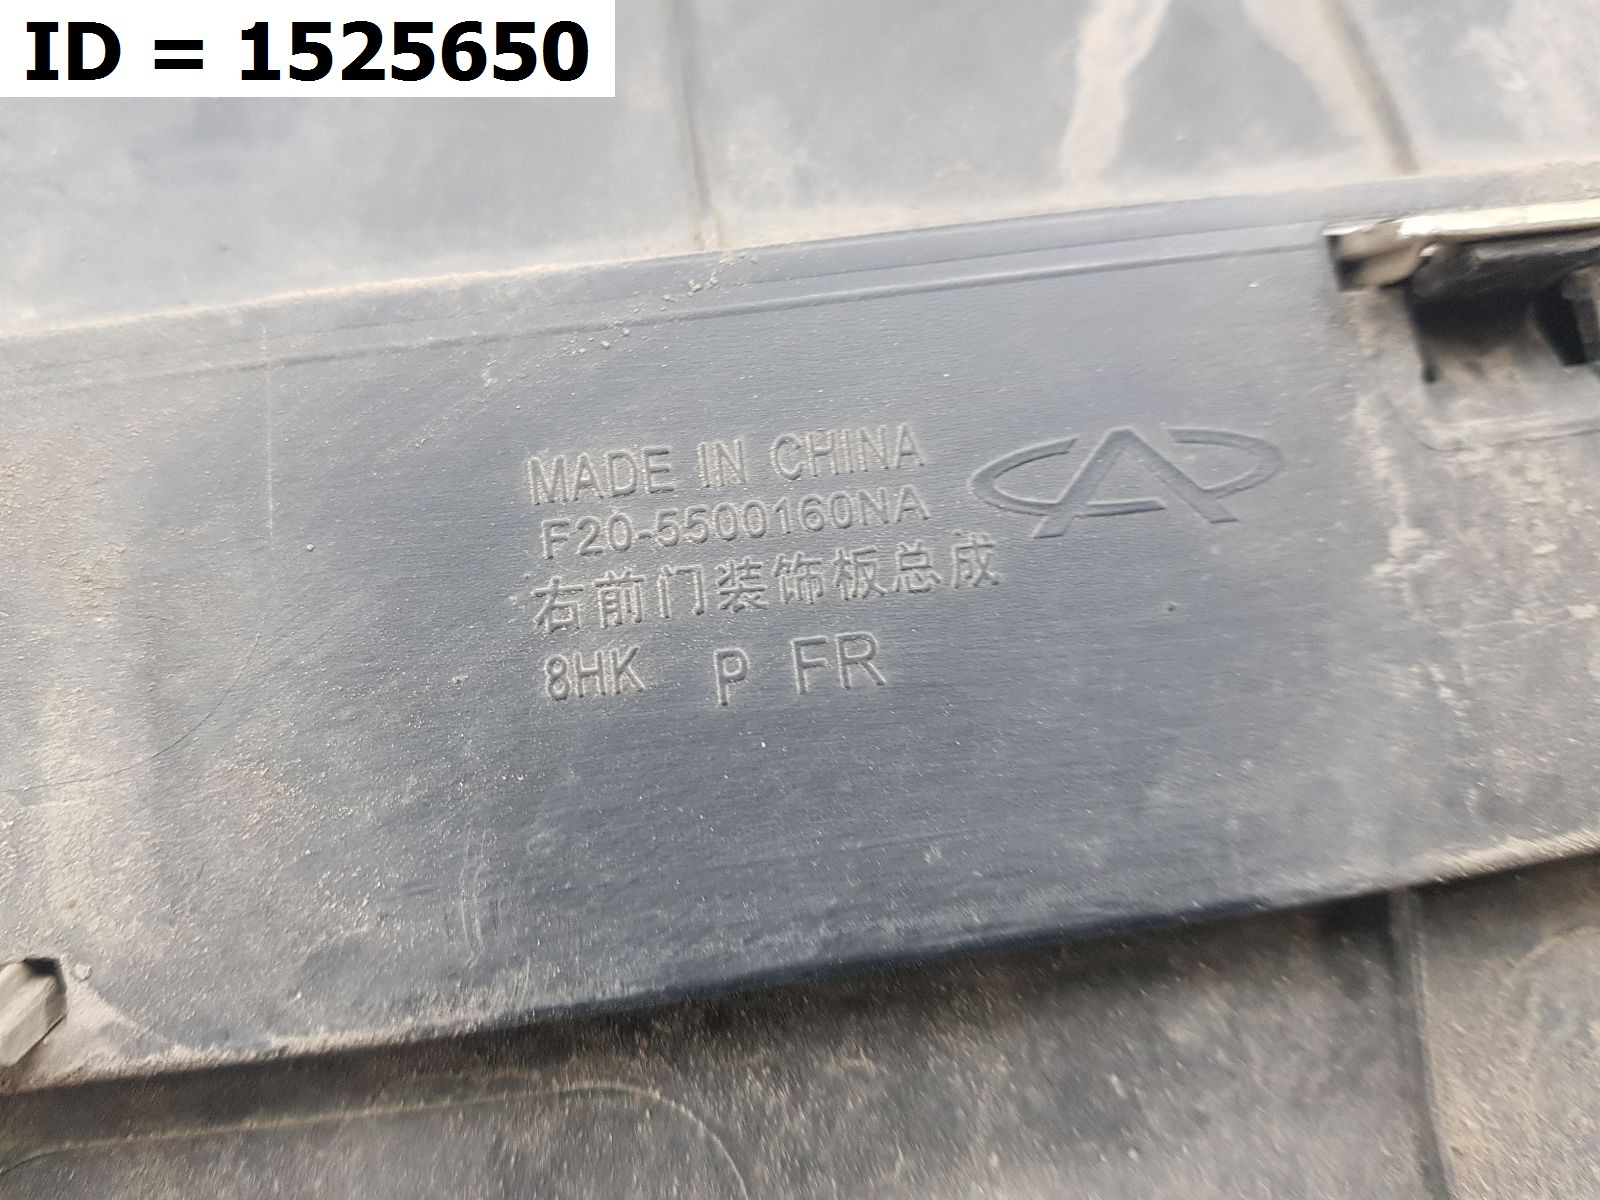 ID = 1525650
MADE IN CHINA
F20-5500160NA
右前门装饰板总成
8HK P FR